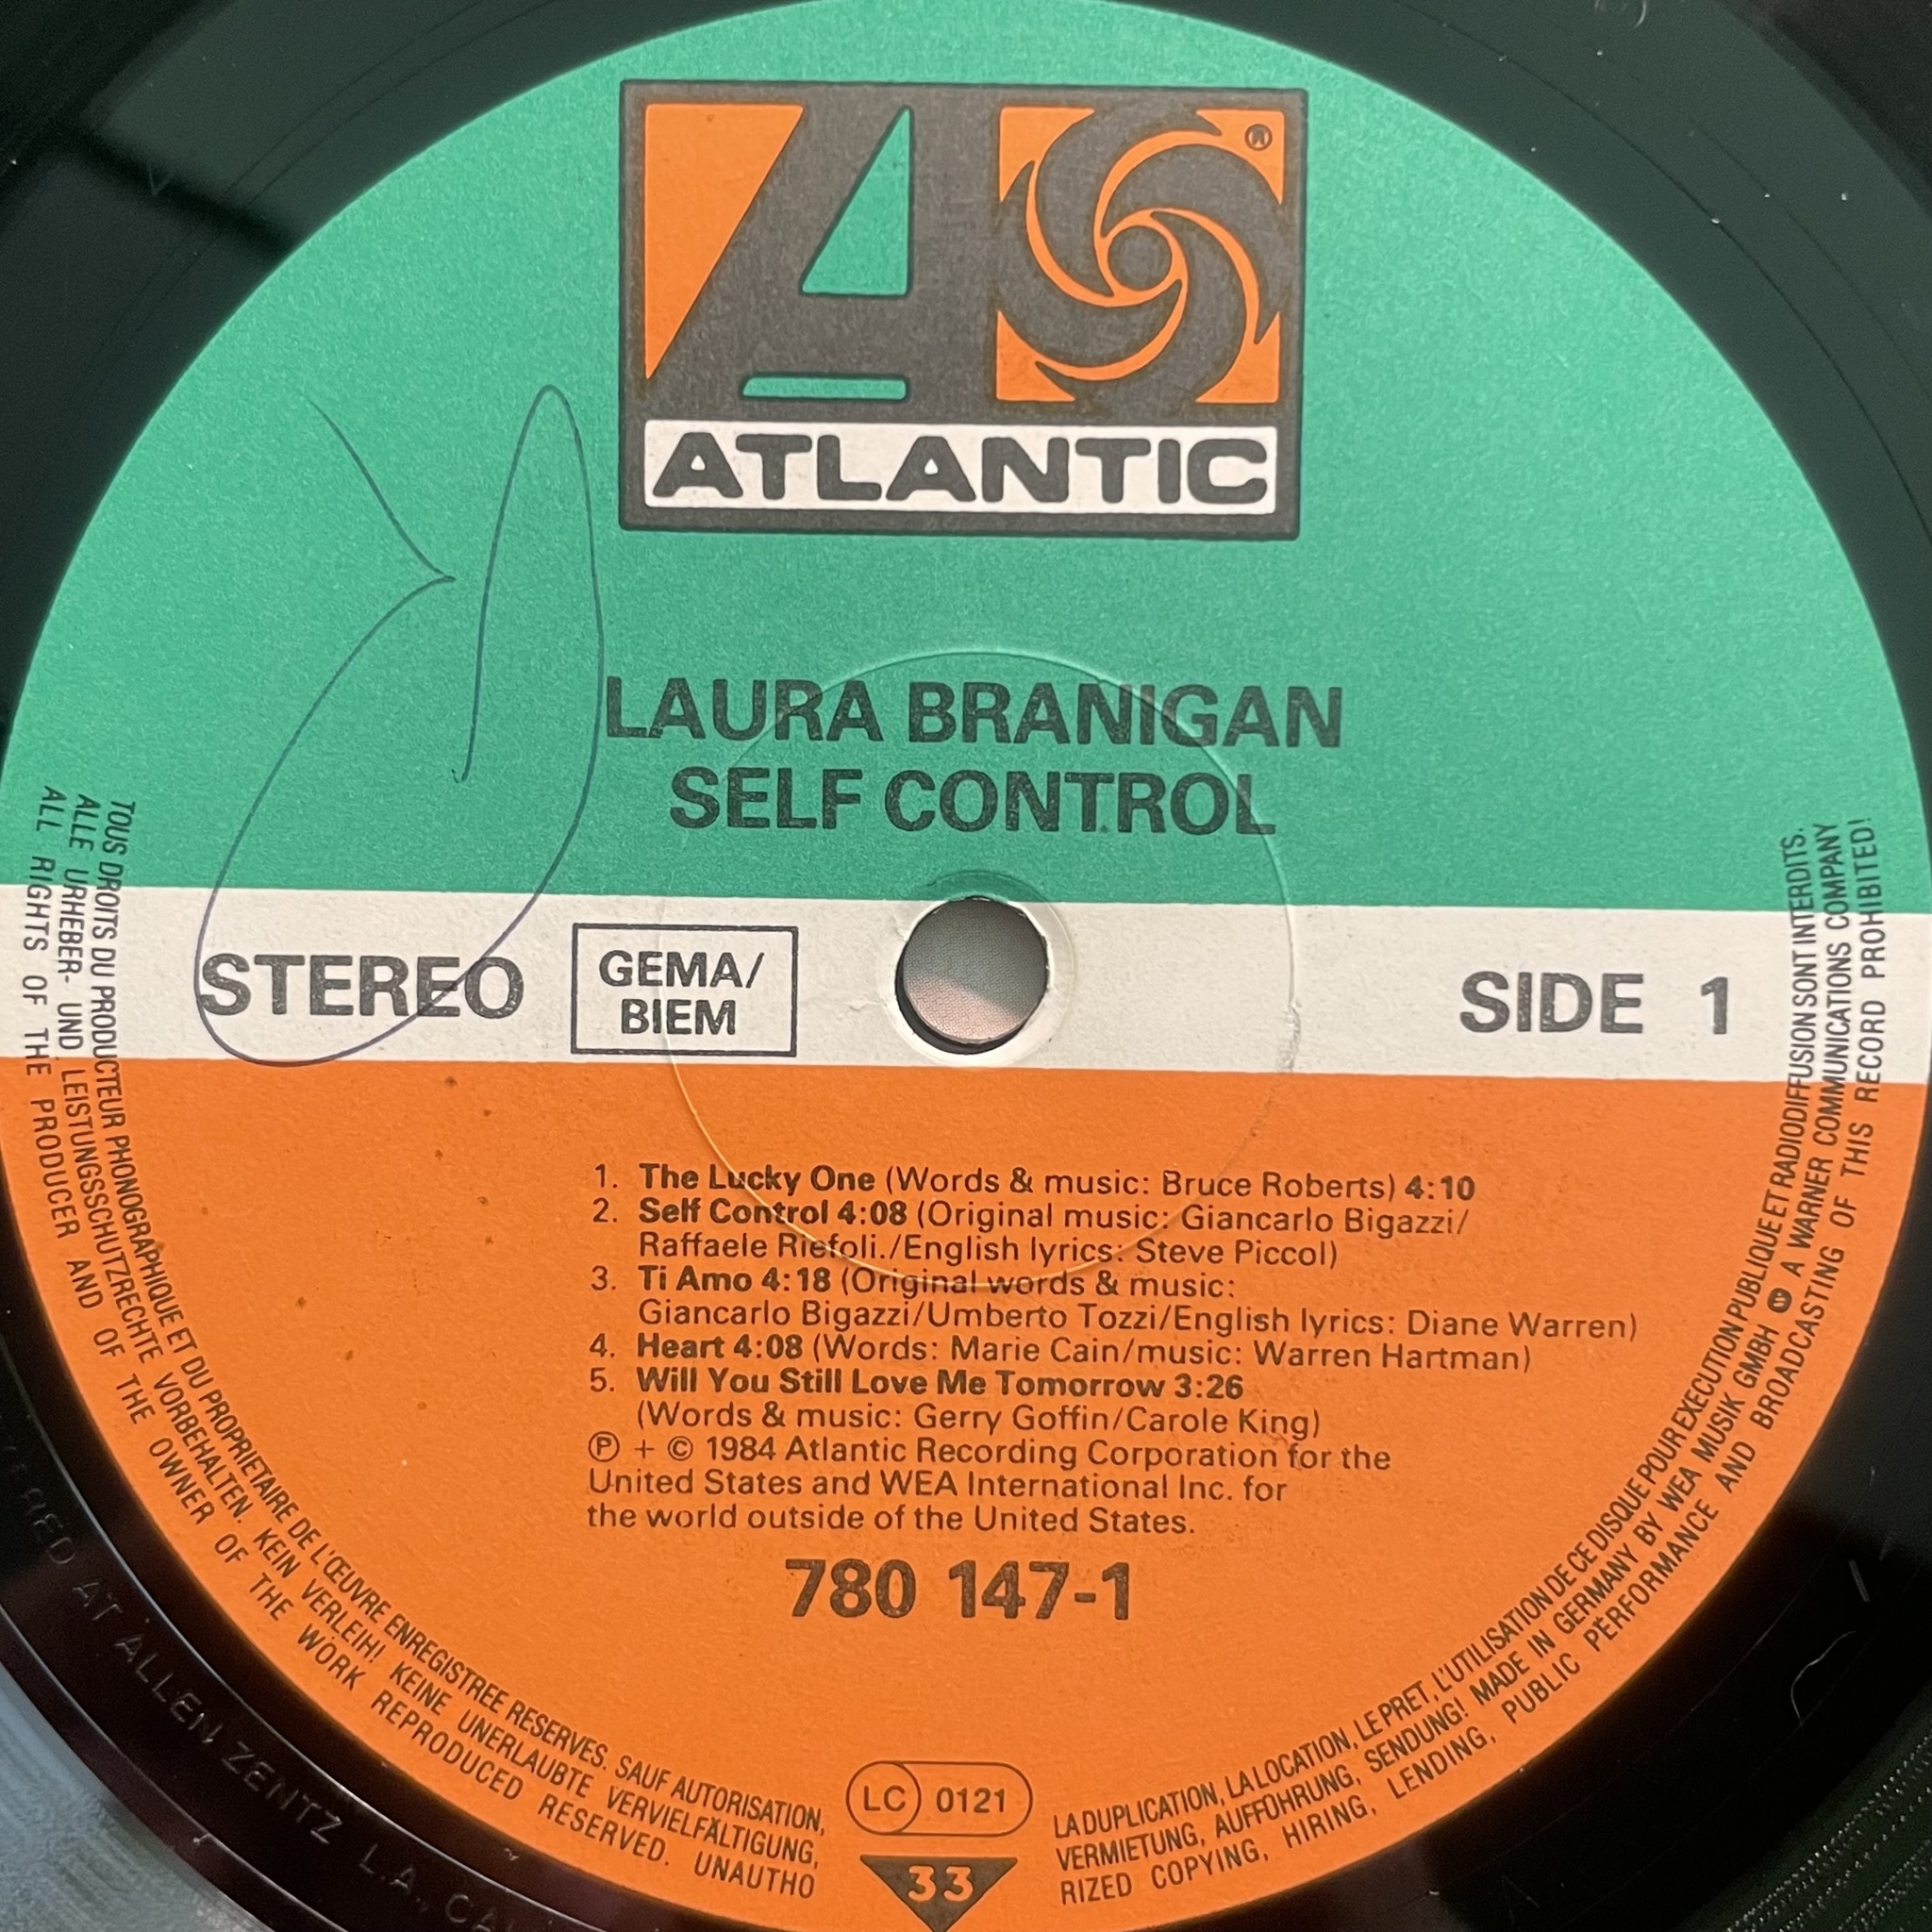 ®
ATLANTIC
LAURA BRANIGAN
SELF CONTROL
STEREO
GEMA/
BIEM
SIDE 1
1. The Lucky One (Words & music: Bruce Roberts) 4:10
2. Self Control 4:08 (Original music: Giancarlo Bigazzi/
Raffaele Riefoli./English lyrics: Steve Piccol)
3. Ti Amo 4:18 (Original words & music:
Giancarlo Bigazzi/Umberto Tozzi/English lyrics: Diane Warren)
4. Heart 4:08 (Words: Marie Cain/music: Warren Hartman)
5. Will You Still Love Me Tomorrow 3:26
(Words & music: Gerry Goffin/Carole King)
℗ + © 1984 Atlantic Recording Corporation for the
United States and WEA International Inc. for
the world outside of the United States.
780 147-1
LC 0121
33
TOUS DROITS DU PRODUCTEUR PHONOGRAPHIQUE ET DU PROPRIETAIRE DE L'ŒUVRE ENREGISTREE RESERVES. SAUF AUTORISATION, LA DUPLICATION, LA LOCATION, LE PRET, L'UTILISATION DE CE DISQUE POUR EXECUTION PUBLIQUE ET RADIODIFFUSION SONT INTERDITS.
ALLE URHEBER- UND LEISTUNGSSCHUTZRECHTE VORBEHALTEN. KEIN VERLEIH! KEINE UNERLAUBTE VERVIELFÄLTIGUNG, VERMIETUNG, AUFFÜHRUNG, SENDUNG! MADE IN GERMANY BY WEA MUSIK GMBH A WARNER COMMUNICATIONS COMPANY
ALL RIGHTS OF THE PRODUCER AND OF THE OWNER OF THE WORK REPRODUCED RESERVED. UNAUTHORIZED COPYING, HIRING, LENDING, PUBLIC PERFORMANCE AND BROADCASTING OF THIS RECORD PROHIBITED!
AT ALLEN ZENTZ L.A., CA